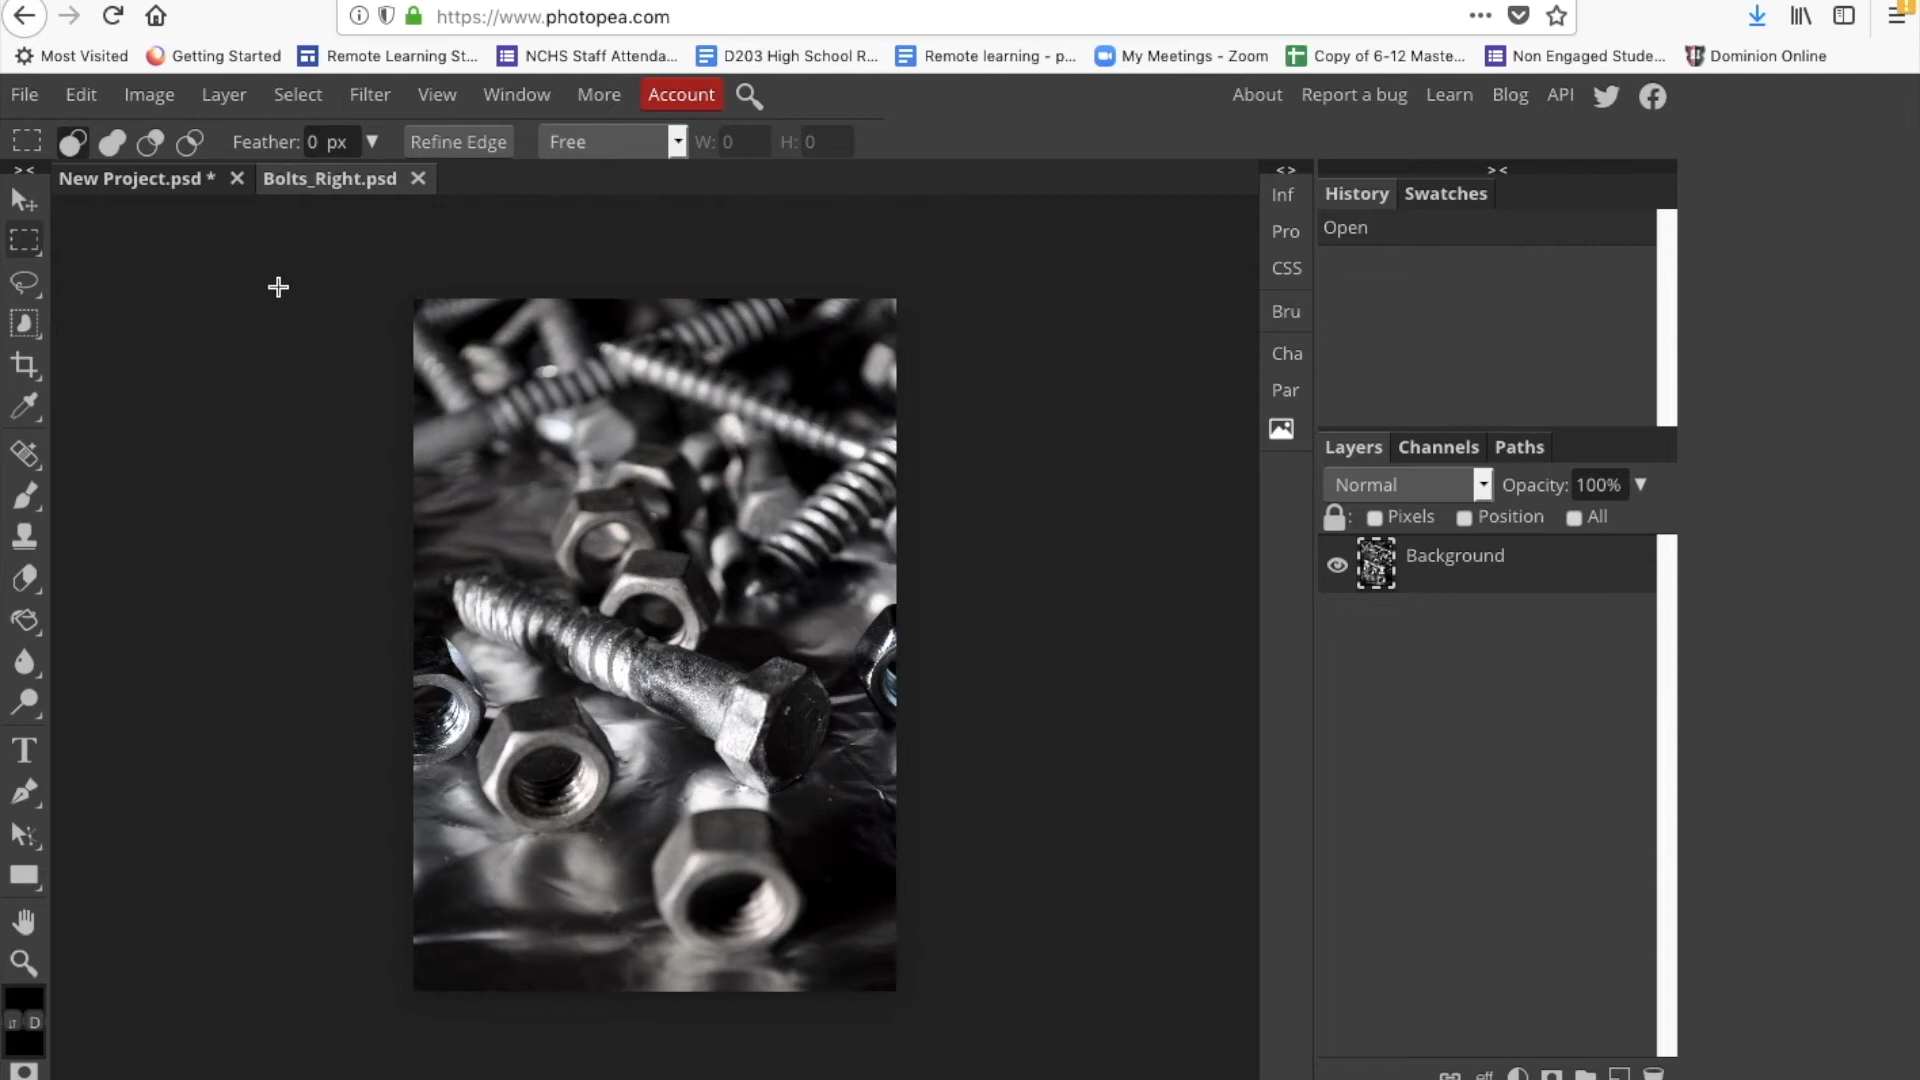 https://www.photopea.com
Most Visited Getting Started Remote Learning St... NCHS Staff Attenda... D203 High School R... Remote learning - p... My Meetings - Zoom Copy of 6-12 Maste... Non Engaged Stude... Dominion Online
File Edit Image Layer Select Filter View Window More Account About Report a bug Learn Blog API
Feather: 0 px Refine Edge Free W: 0 H: 0
New Project.psd * Bolts_Right.psd
Inf
Pro
CSS
Bru
Cha
Par
History Swatches
Open
Layers Channels Paths
Normal Opacity: 100%
: Pixels Position All
Background
D